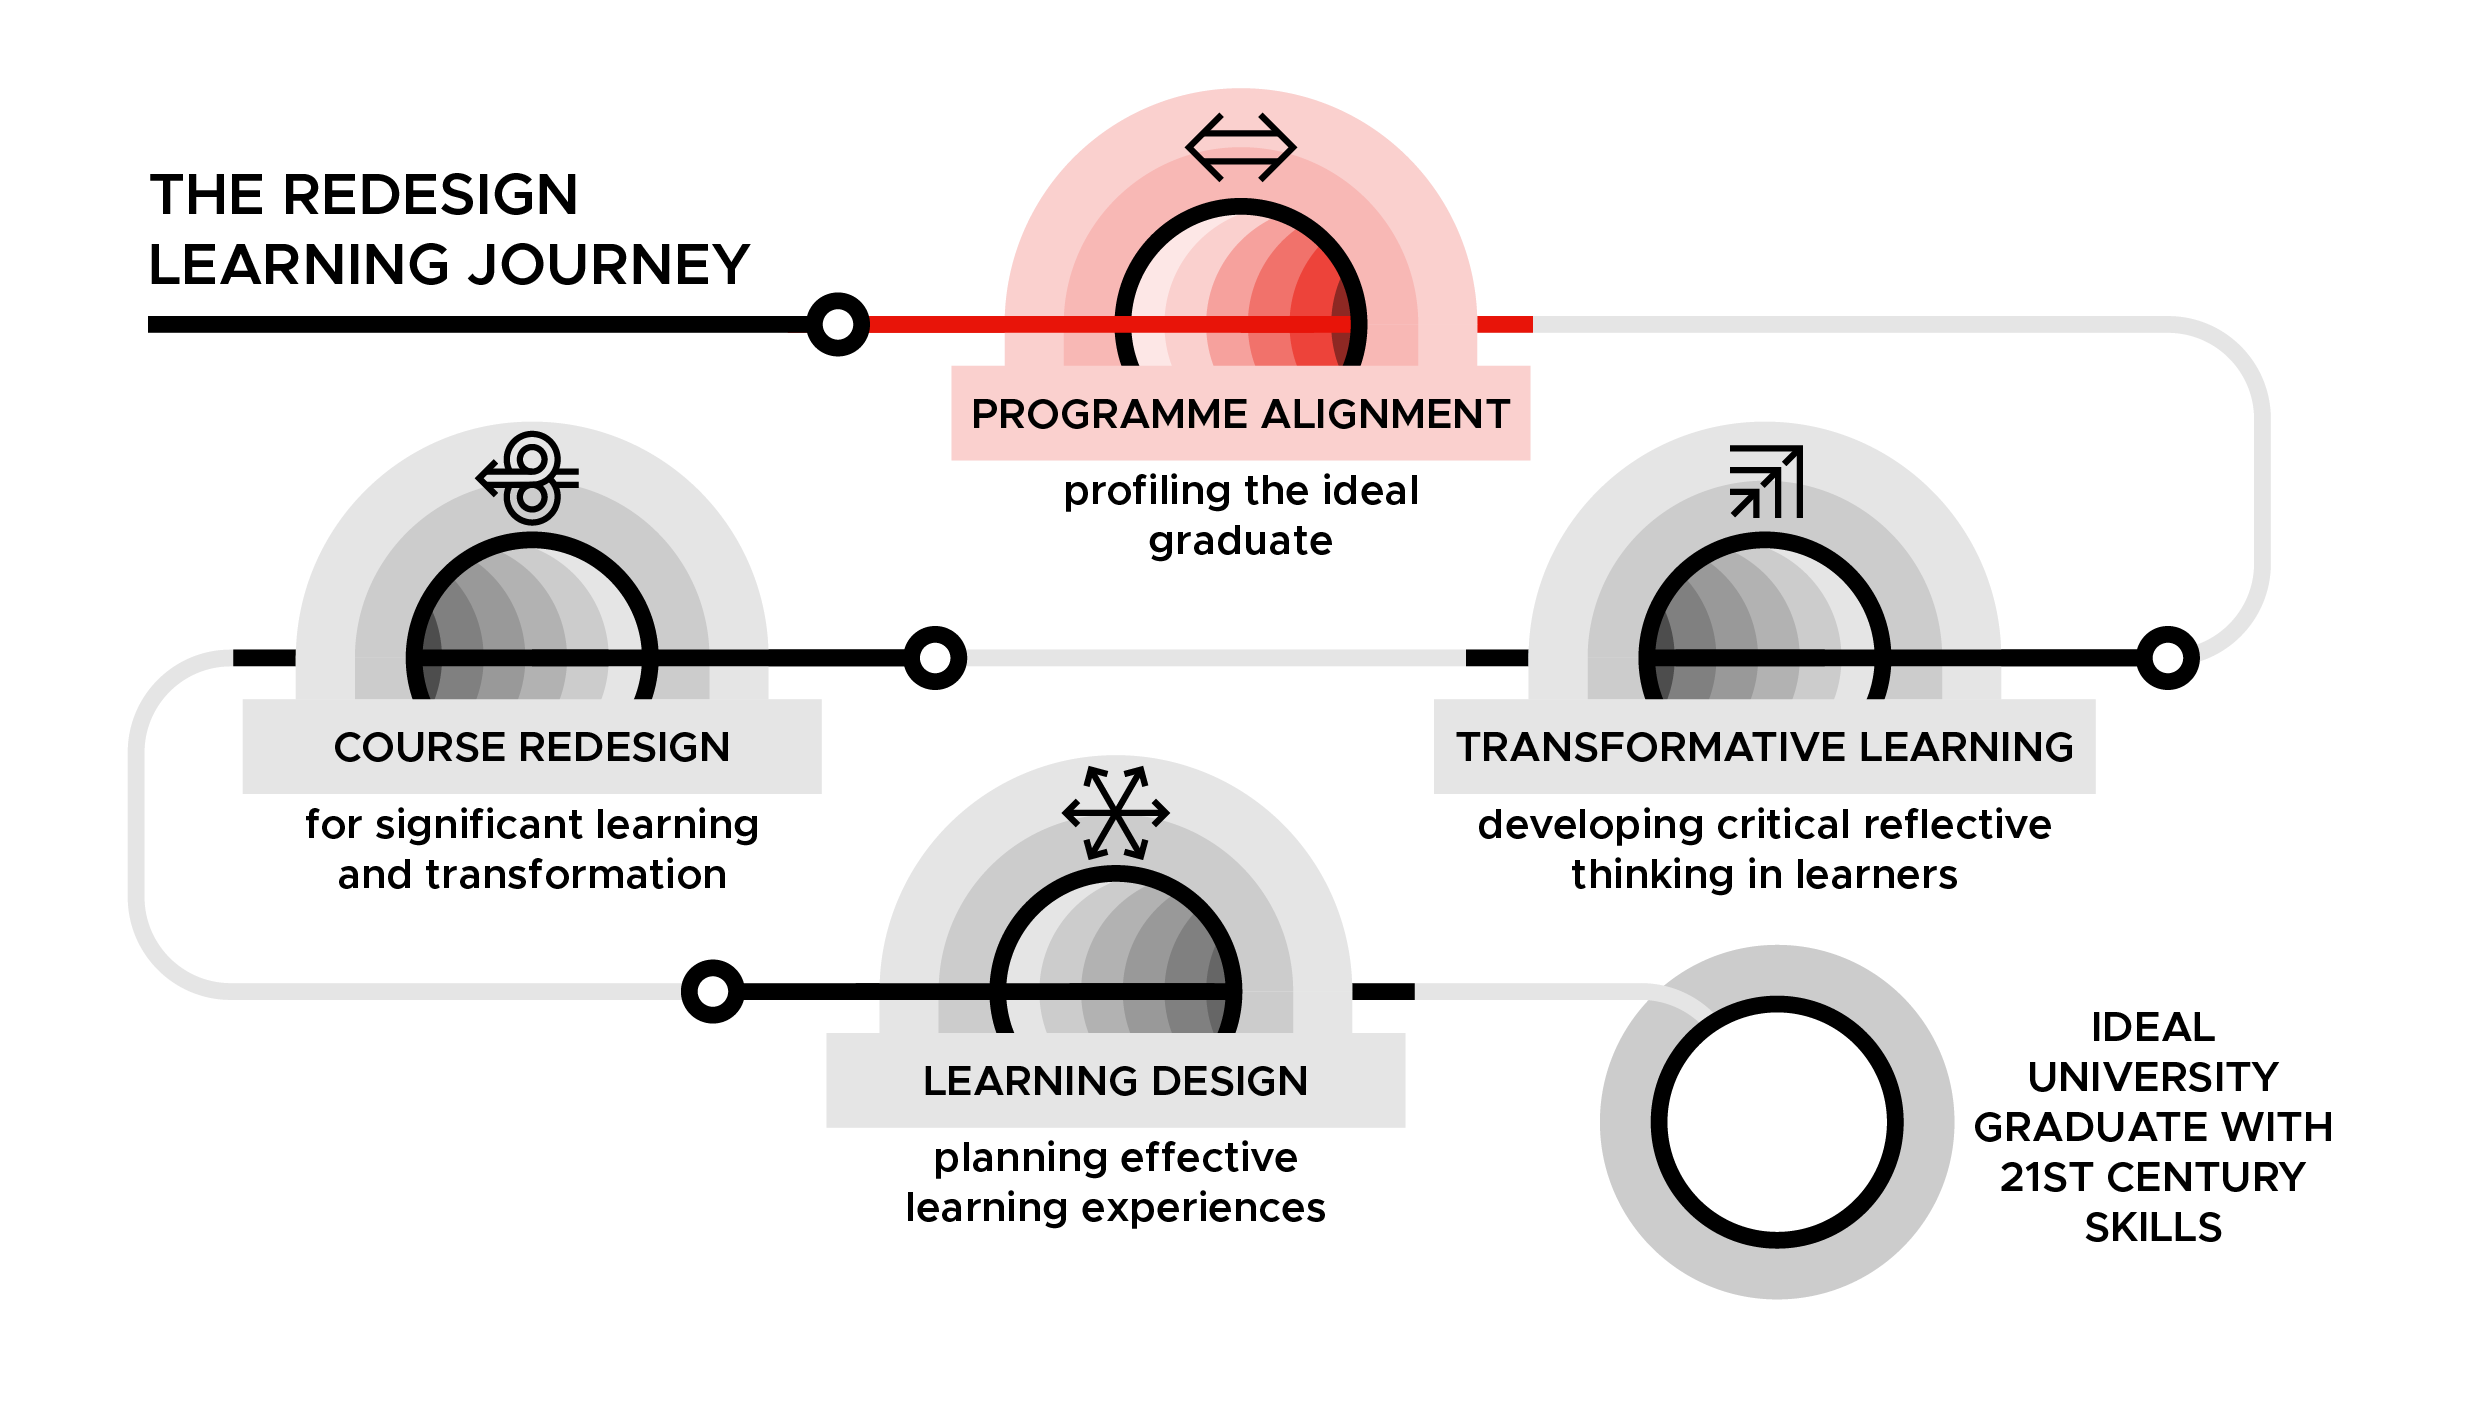 THE REDESIGN
LEARNING JOURNEY
PROGRAMME ALIGNMENT
profiling the ideal
graduate
TRANSFORMATIVE LEARNING
developing critical reflective
thinking in learners
COURSE REDESIGN
for significant learning
and transformation
LEARNING DESIGN
planning effective
learning experiences
IDEAL
UNIVERSITY
GRADUATE WITH
21ST CENTURY
SKILLS